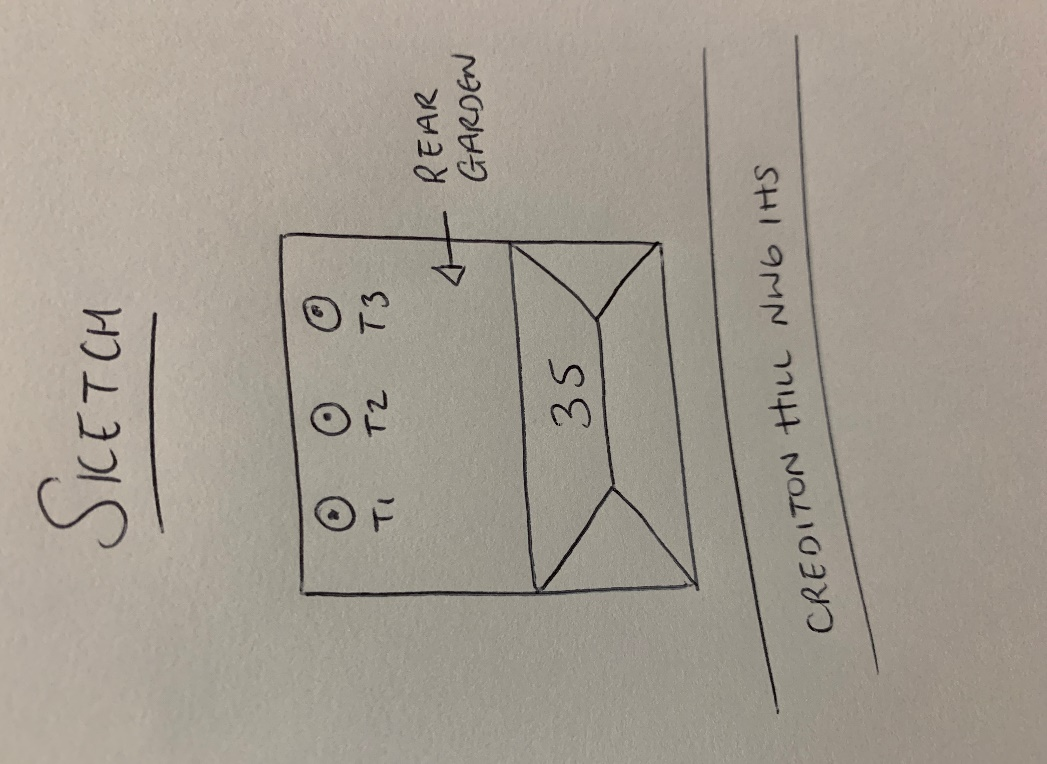 SKETCH
REAR
GARDEN
T1 T2 T3
35
CREDITON HILL NW6 1HS